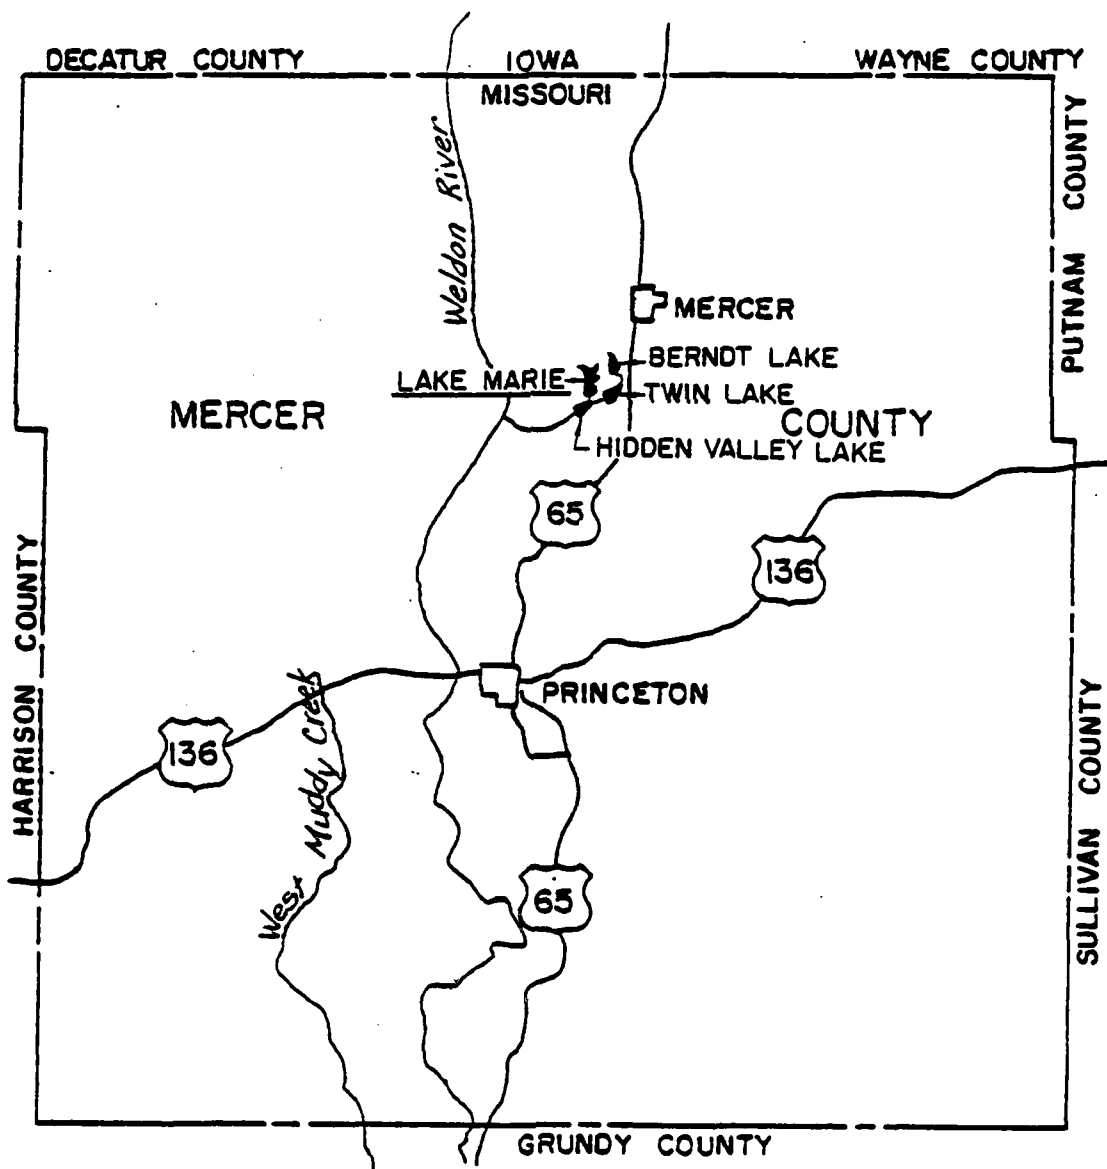 DECATUR COUNTY
IOWA
WAYNE COUNTY
MISSOURI
PUTNAM COUNTY
Weldon River
MERCER
BERNDT LAKE
LAKE MARIE
TWIN LAKE
MERCER
COUNTY
HIDDEN VALLEY LAKE
65
136
HARRISON COUNTY
PRINCETON
136
West Muddy Creek
SULLIVAN COUNTY
65
GRUNDY COUNTY